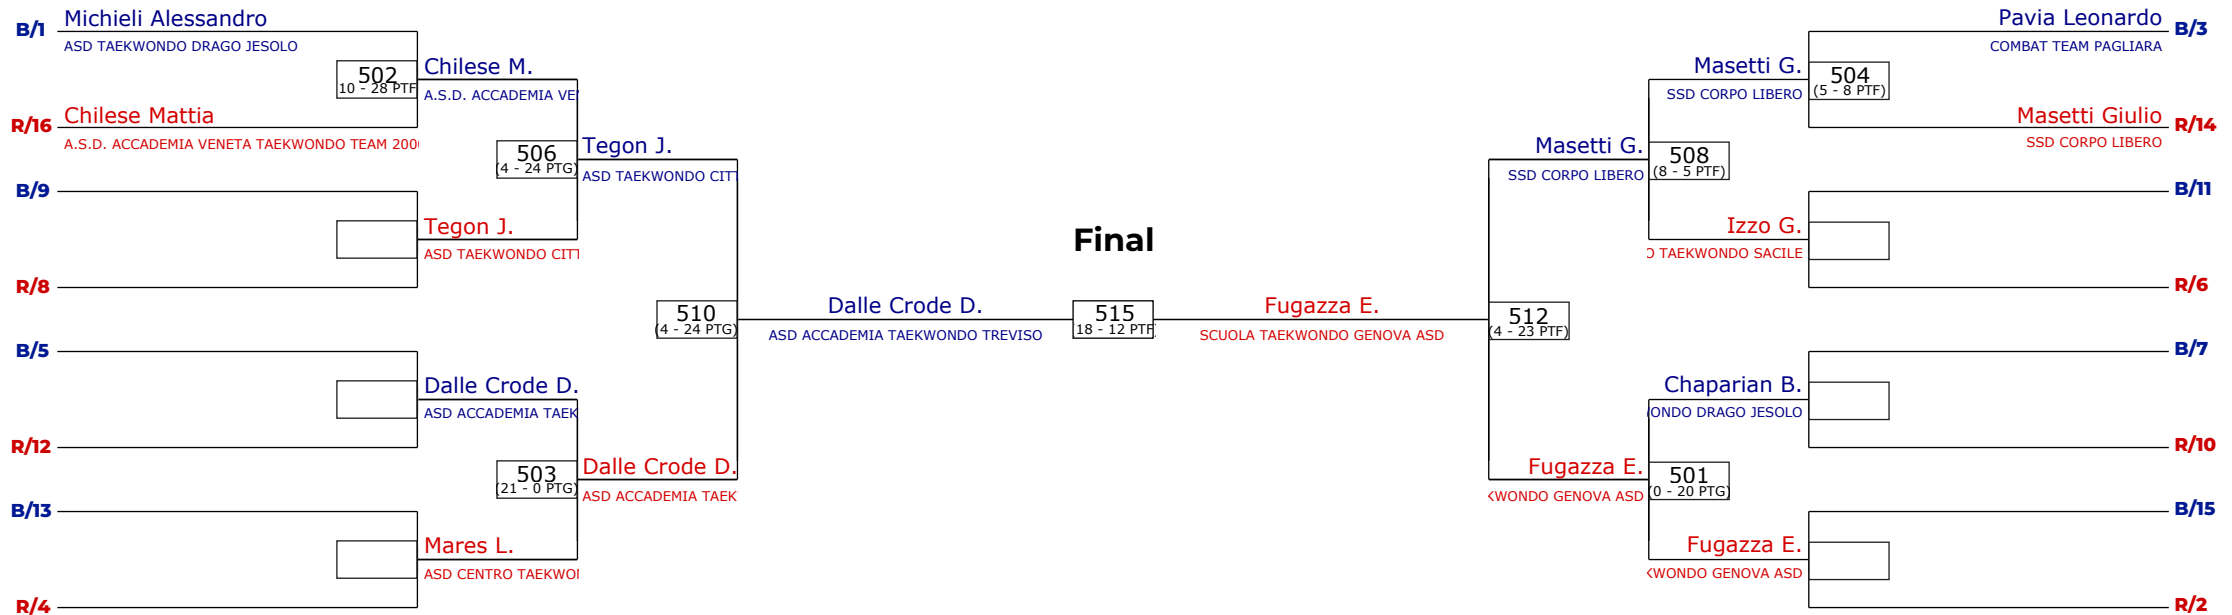 B/1
Michieli Alessandro
ASD TAEKWONDO DRAGO JESOLO
502
10 - 28 PTF
Chilese M.
A.S.D. ACCADEMIA VE
R/16
Chilese Mattia
A.S.D. ACCADEMIA VENETA TAEKWONDO TEAM 200
506
(4 - 24 PTG)
Tegon J.
ASD TAEKWONDO CIT
B/9
Tegon J.
ASD TAEKWONDO CIT
R/8
510
(4 - 24 PTG)
B/5
Dalle Crode D.
ASD ACCADEMIA TAEK
R/12
503
(21 - 0 PTG)
Dalle Crode D.
ASD ACCADEMIA TAEK
B/13
Mares L.
ASD CENTRO TAEKWO
R/4
Final
Dalle Crode D.
ASD ACCADEMIA TAEKWONDO TREVISO
515
18 - 12 PTF
Fugazza E.
SCUOLA TAEKWONDO GENOVA ASD
Pavia Leonardo
B/3
COMBAT TEAM PAGLIARA
Masetti G.
504
(5 - 8 PTF)
SSD CORPO LIBERO
Masetti Giulio
R/14
SSD CORPO LIBERO
Masetti G.
508
(8 - 5 PTF)
SSD CORPO LIBERO
B/11
Izzo G.
O TAEKWONDO SACILE
R/6
512
(4 - 23 PTF)
B/7
Chaparian B.
ONDO DRAGO JESOLO
R/10
Fugazza E.
501
(0 - 20 PTG)
KWONDO GENOVA ASD
B/15
Fugazza E.
KWONDO GENOVA ASD
R/2